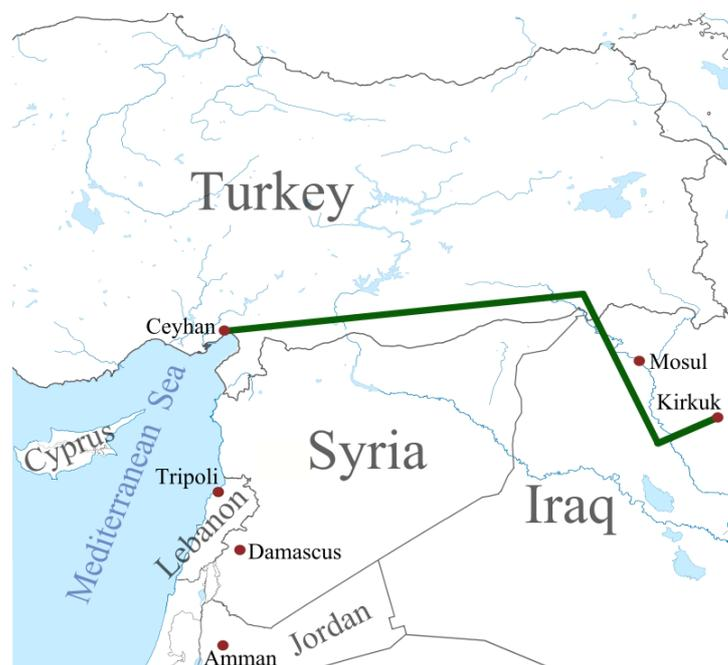 Turkey
Ceyhan
Mosul
Kirkuk
Cyprus
Mediterranean Sea
Syria
Tripoli
Iraq
Lebanon
Damascus
Jordan
Amman